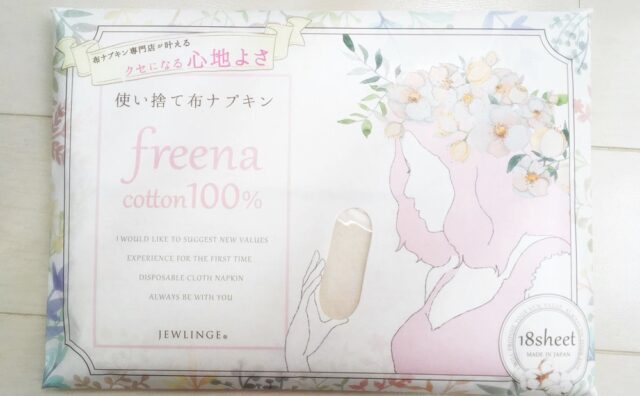 布ナプキン専門店が叶える
クセになる心地よさ
使い捨て布ナプキン
freena
cotton100%
I WOULD LIKE TO SUGGEST NEW VALUES
EXPERIENCE FOR THE FIRST TIME
DISPOSABLE CLOTH NAPKIN
ALWAYS BE WITH YOU
JEWLINGE®
18sheet
MADE IN JAPAN